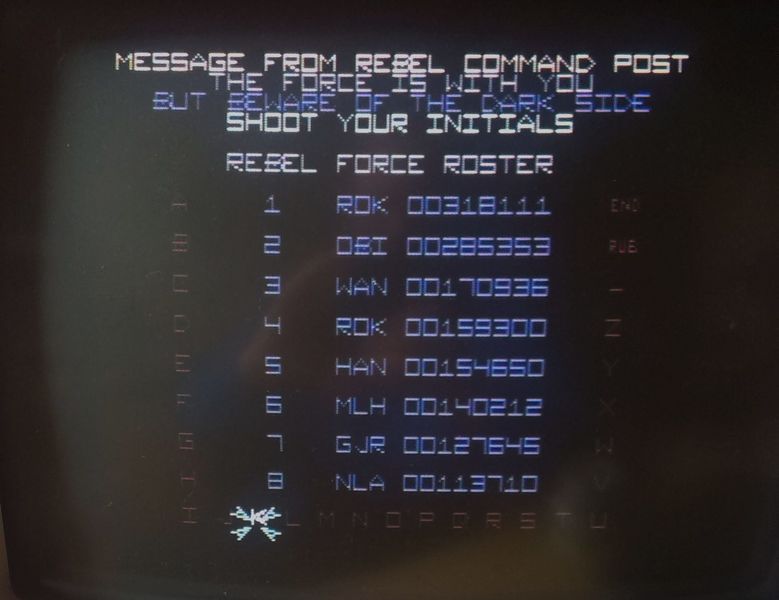 MESSAGE FROM REBEL COMMAND POST
THE FORCE IS WITH YOU
BUT BEWARE OF THE DARK SIDE
SHOOT YOUR INITIALS
REBEL FORCE ROSTER
A 1 ROK 00318111 END
B 2 OBI 00285353 RUB
C 3 WAN 00170936 -
D 4 ROK 00159300 Z
E 5 HAN 00154650 Y
F 6 MLH 00140212 X
G 7 GJR 00127645 W
H 8 NLA 00113710 V
I K L M N O P Q R S T U